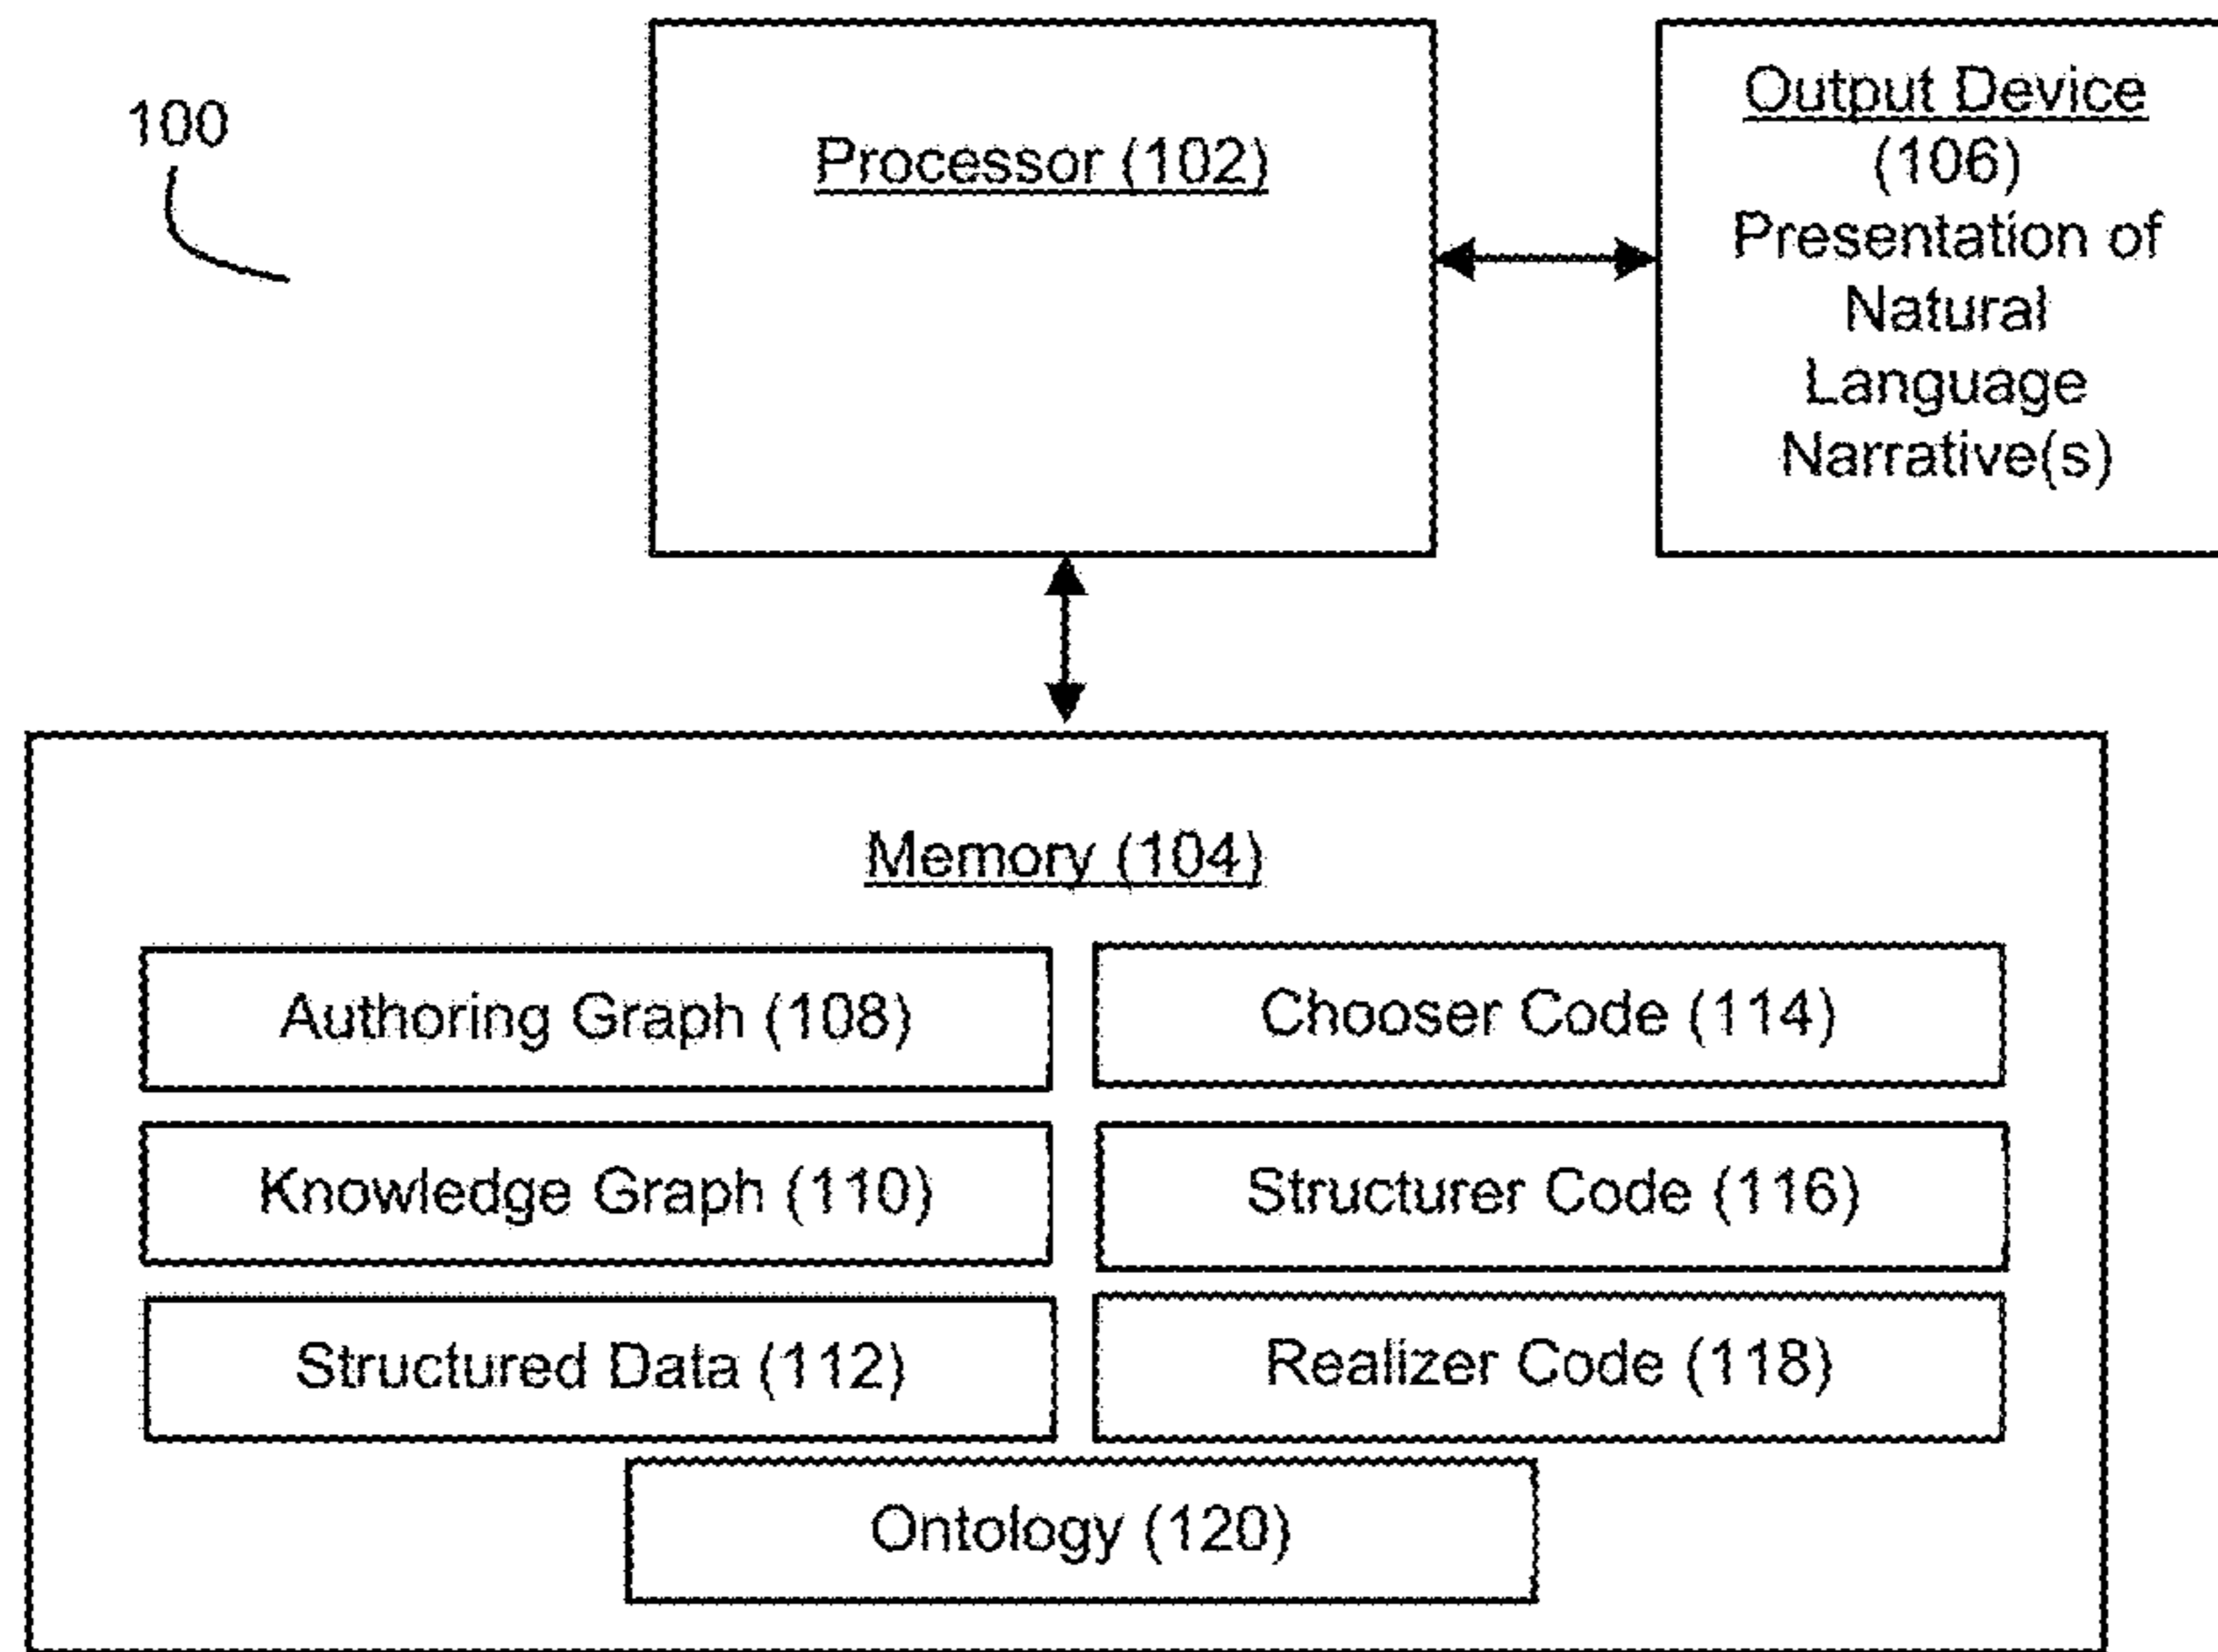 100
Processor (102)
Output Device
(106)
Presentation of
Natural
Language
Narrative(s)
Memory (104)
Authoring Graph (108)
Chooser Code (114)
Knowledge Graph (110)
Structurer Code (116)
Structured Data (112)
Realizer Code (118)
Ontology (120)